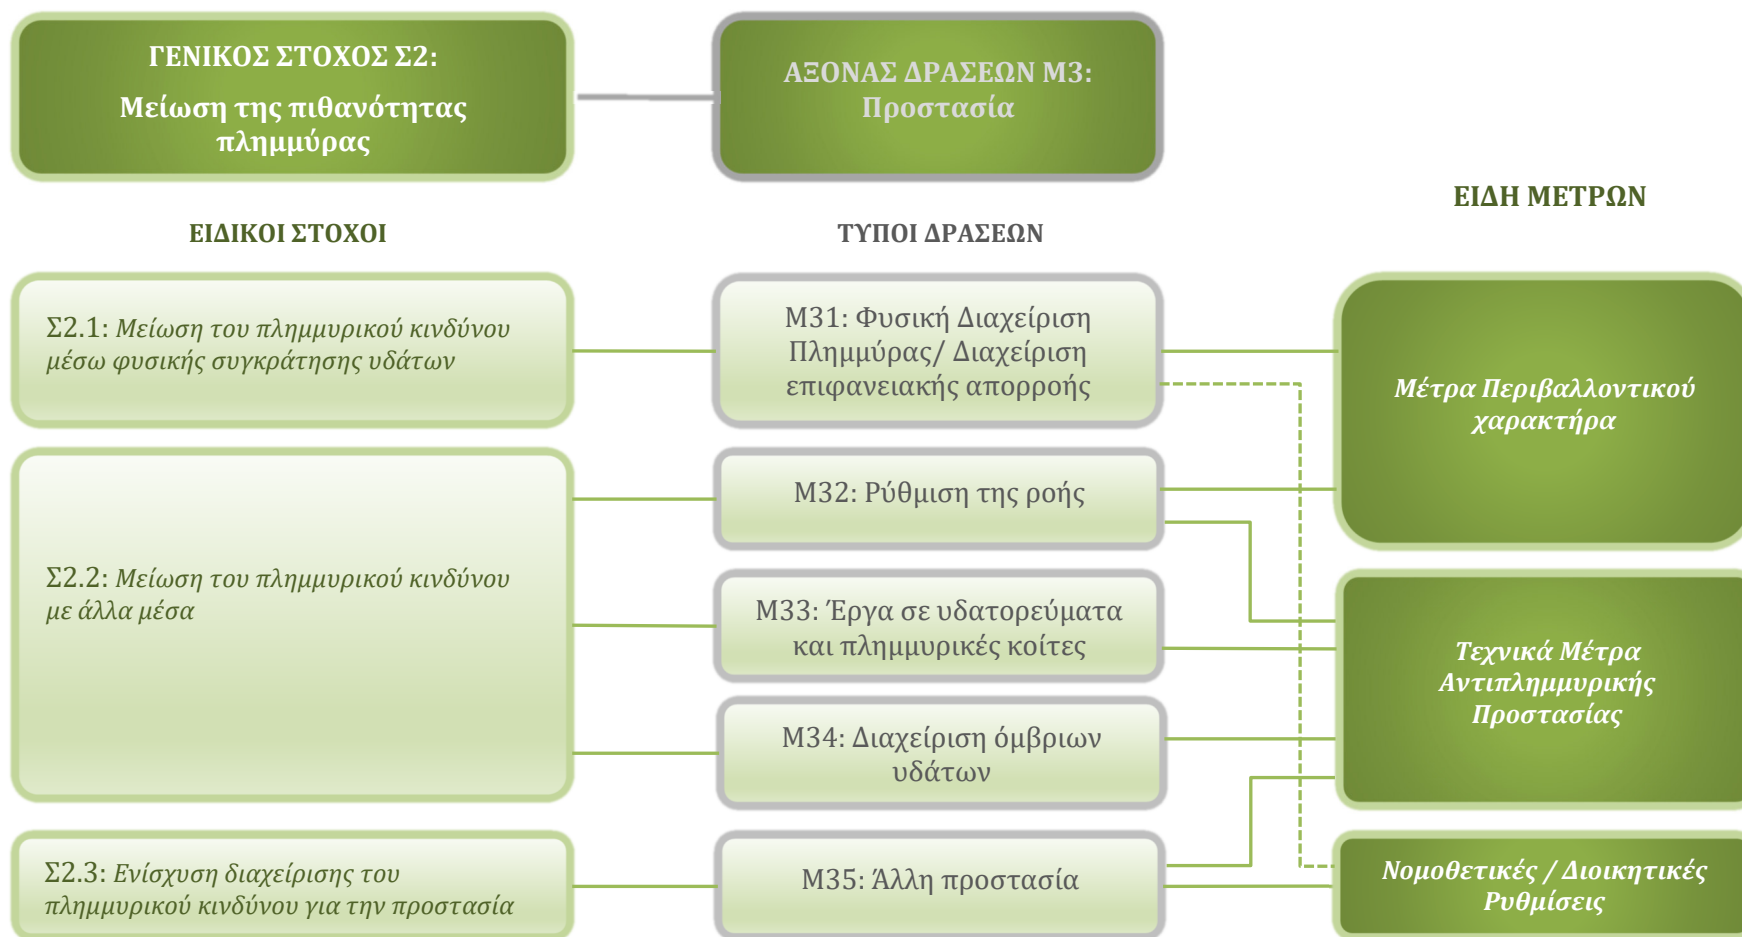 ΓΕΝΙΚΟΣ ΣΤΟΧΟΣ Σ2:
Μείωση της πιθανότητας
πλημμύρας
ΑΞΟΝΑΣ ΔΡΑΣΕΩΝ Μ3:
Προστασία
ΕΙΔΗ ΜΕΤΡΩΝ
ΕΙΔΙΚΟΙ ΣΤΟΧΟΙ
ΤΥΠΟΙ ΔΡΑΣΕΩΝ
Σ2.1: Μείωση του πλημμυρικού κινδύνου
μέσω φυσικής συγκράτησης υδάτων
Μ31: Φυσική Διαχείριση
Πλημμύρας/ Διαχείριση
επιφανειακής απορροής
Μέτρα Περιβαλλοντικού
χαρακτήρα
Σ2.2: Μείωση του πλημμυρικού κινδύνου
με άλλα μέσα
Μ32: Ρύθμιση της ροής
Μ33: Έργα σε υδατορεύματα
και πλημμυρικές κοίτες
Μ34: Διαχείριση όμβριων
υδάτων
Τεχνικά Μέτρα
Αντιπλημμυρικής
Προστασίας
Σ2.3: Ενίσχυση διαχείρισης του
πλημμυρικού κινδύνου για την προστασία
Μ35: Άλλη προστασία
Νομοθετικές / Διοικητικές
Ρυθμίσεις